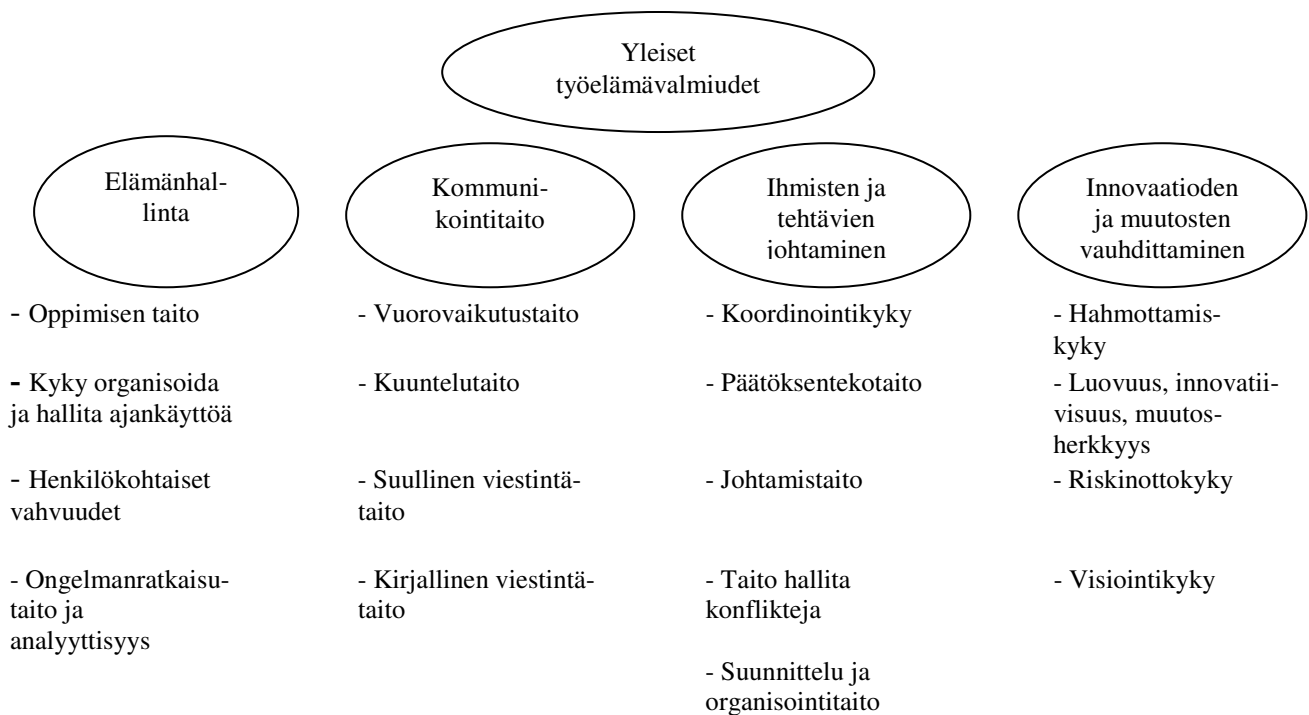 Yleiset
työelämävalmiudet
Elämänhal-
linta
Kommuni-
kointitaito
Ihmisten ja
tehtävien
johtaminen
Innovaatioden
ja muutosten
vauhdittaminen
- Oppimisen taito
- Kyky organisoida
ja hallita ajankäyttöä
- Henkilökohtaiset
vahvuudet
- Ongelmanratkaisu-
taito ja
analyyttisyys
- Vuorovaikutustaito
- Kuuntelutaito
- Suullinen viestintä-
taito
- Kirjallinen viestintä-
taito
- Koordinointikyky
- Päätöksentekotaito
- Johtamistaito
- Taito hallita
konflikteja
- Suunnittelu ja
organisointitaito
- Hahmottamis-
kyky
- Luovuus, innovatii-
visuus, muutos-
herkkyys
- Riskinottokyky
- Visiointikyky